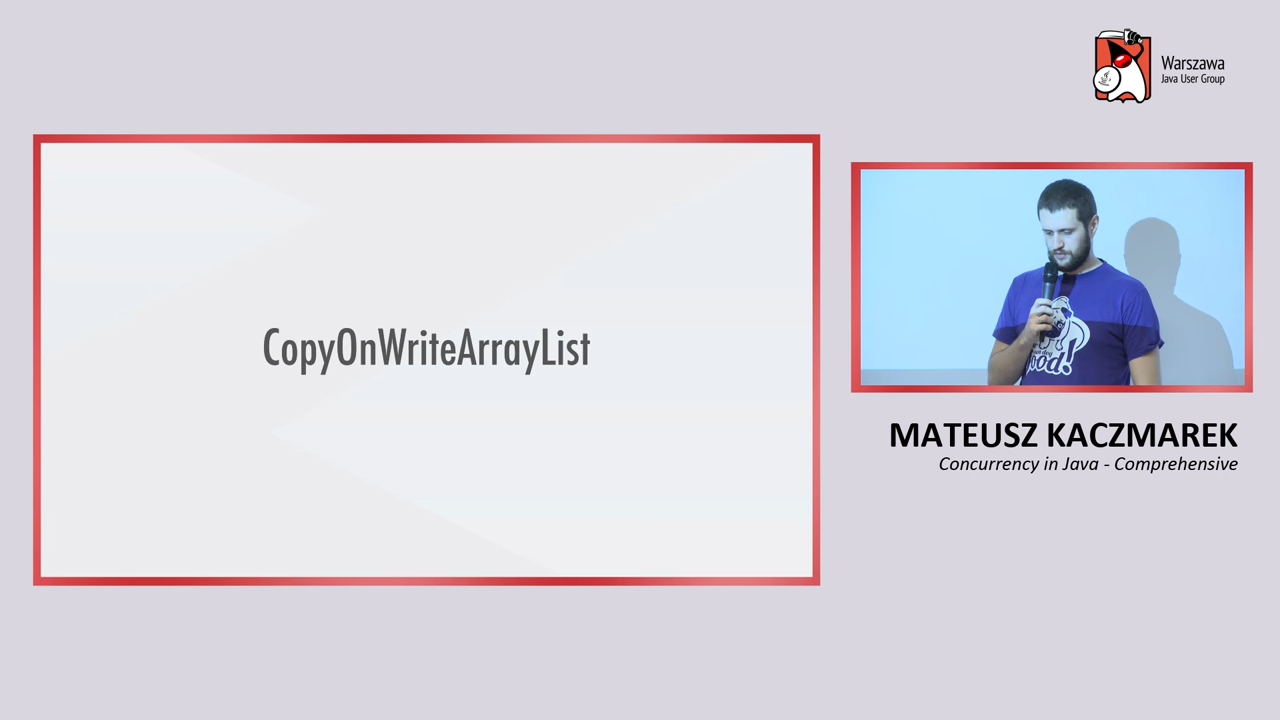 Warszawa
Java User Group
CopyOnWriteArrayList
MATEUSZ KACZMAREK
Concurrency in Java - Comprehensive